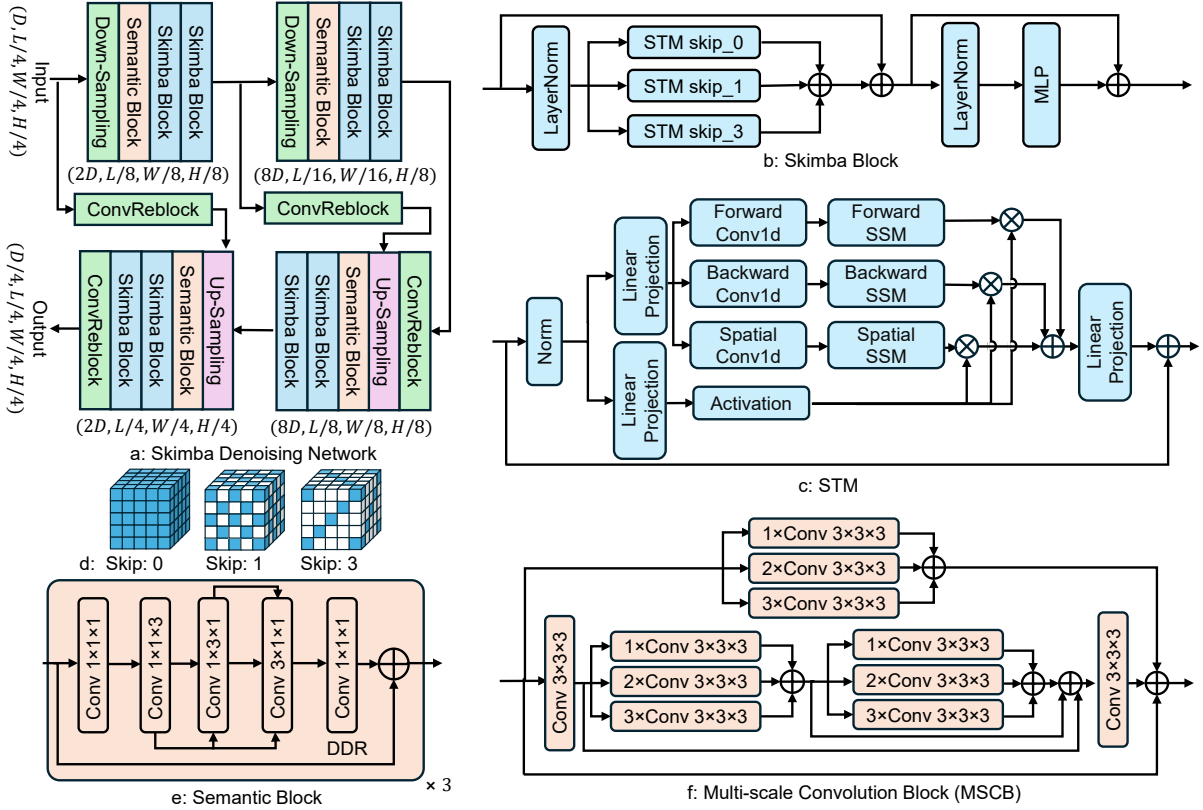 (D, L/4, W/4, H/4)
Input
Down-Sampling
Semantic Block
Skimba Block
Skimba Block
Down-Sampling
Semantic Block
Skimba Block
Skimba Block
(2D, L/8, W/8, H/8)
(8D, L/16, W/16, H/8)
ConvReblock
ConvReblock
(D/4, L/4, W/4, H/4)
Output
ConvReblock
Skimba Block
Skimba Block
Semantic Block
Up-Sampling
Skimba Block
Skimba Block
Semantic Block
Up-Sampling
ConvReblock
(2D, L/4, W/4, H/4)
(8D, L/8, W/8, H/8)
a: Skimba Denoising Network
LayerNorm
STM skip_0
STM skip_1
STM skip_3
LayerNorm
MLP
b: Skimba Block
Norm
Linear
Projection
Linear
Projection
Forward
Conv1d
Forward
SSM
Backward
Conv1d
Backward
SSM
Spatial
Conv1d
Spatial
SSM
Activation
Linear
Projection
c: STM
d: Skip: 0
Skip: 1
Skip: 3
Conv 1×1×1
Conv 1×1×3
Conv 1×3×1
Conv 3×1×1
Conv 1×1×1
DDR
× 3
e: Semantic Block
1×Conv 3×3×3
2×Conv 3×3×3
3×Conv 3×3×3
Conv 3×3×3
1×Conv 3×3×3
2×Conv 3×3×3
3×Conv 3×3×3
1×Conv 3×3×3
2×Conv 3×3×3
3×Conv 3×3×3
Conv 3×3×3
f: Multi-scale Convolution Block (MSCB)